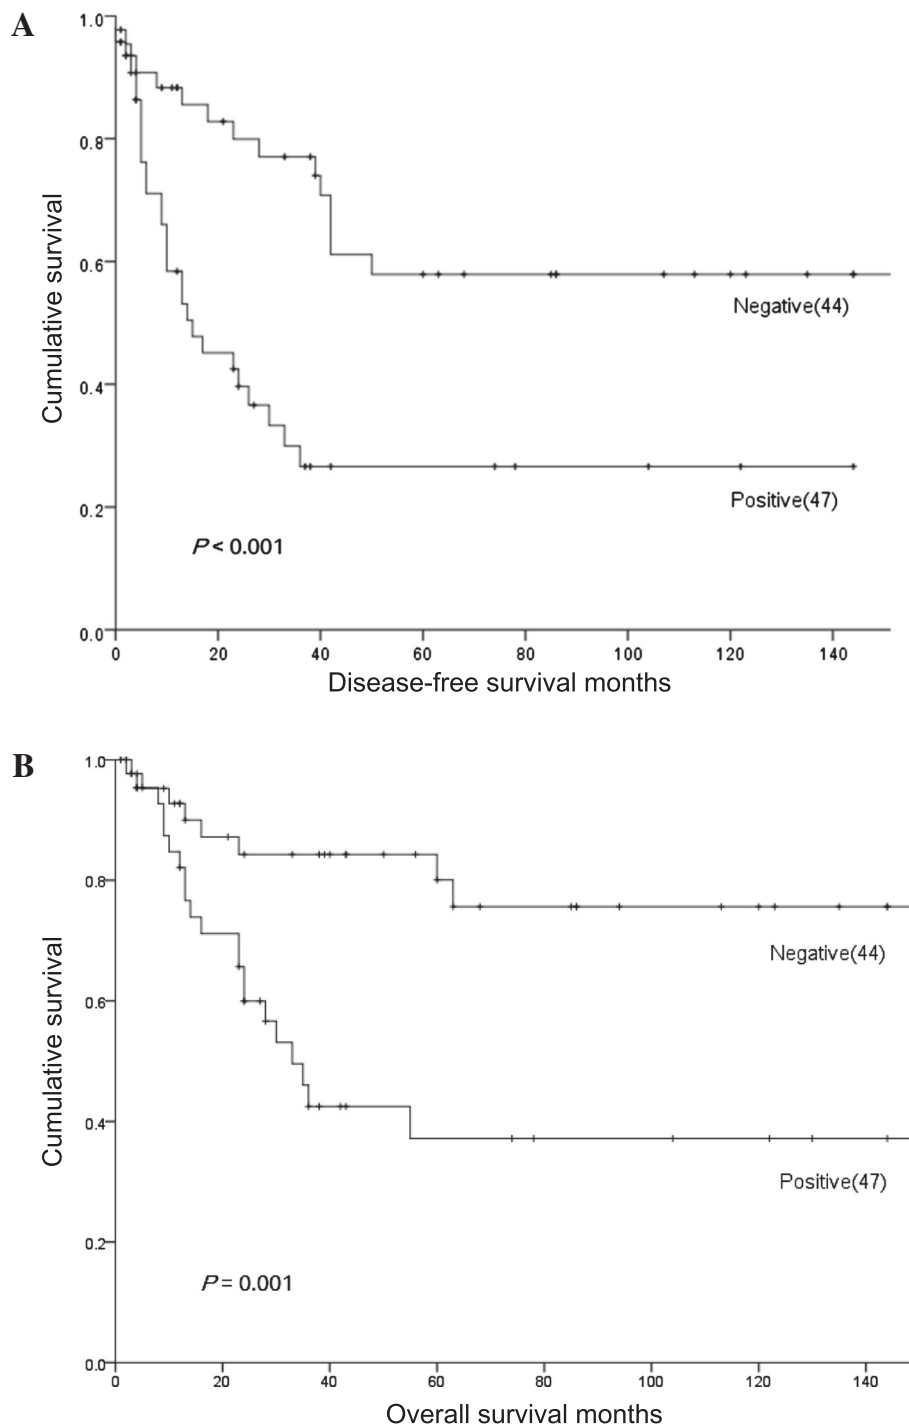 A
1.0
0.8
0.6
0.4
0.2
0.0
Cumulative survival
Negative(44)
Positive(47)
P < 0.001
0 20 40 60 80 100 120 140
Disease-free survival months
B
1.0
0.8
0.6
0.4
0.2
0.0
Cumulative survival
Negative(44)
Positive(47)
P = 0.001
0 20 40 60 80 100 120 140
Overall survival months